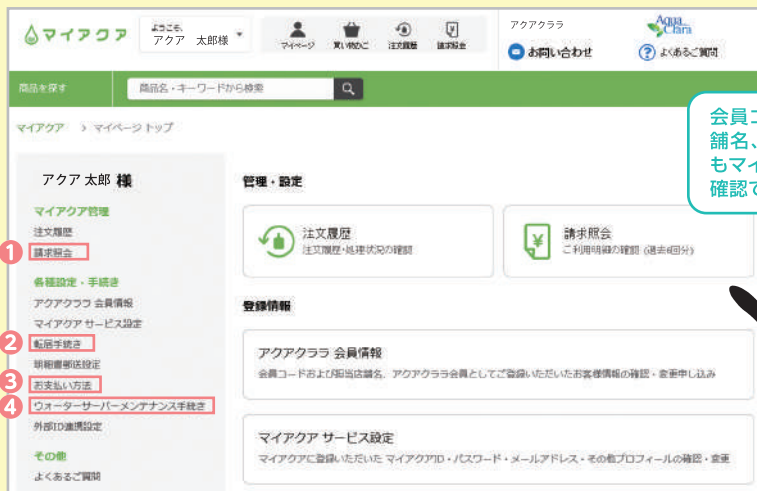 マイアクア
ようこそ、
アクア 太郎様
マイページ
買い物かご
注文履歴
請求照会
アクアクララ
Aqua Clara
お問い合わせ
よくあるご質問
商品を探す
商品名・キーワードから検索
マイアクア > マイページ トップ
会員コ
舗名、
もマイ
確認で
アクア 太郎 様
マイアクア管理
注文履歴
1 請求照会
各種設定・手続き
アクアクララ 会員情報
マイアクア サービス設定
2 転居手続き
明細書郵送設定
3 お支払い方法
4 ウォーターサーバーメンテナンス手続き
外部ID連携設定
その他
よくあるご質問
管理・設定
注文履歴
注文履歴・処理状況の確認
請求照会
ご利用明細の確認（過去6回分）
登録情報
アクアクララ 会員情報
会員コードおよび担当店舗名、アクアクララ会員としてご登録いただいたお客様情報の確認・変更申し込み
マイアクア サービス設定
マイアクアに登録いただいた マイアクアID・パスワード・メールアドレス・その他プロフィールの確認・変更